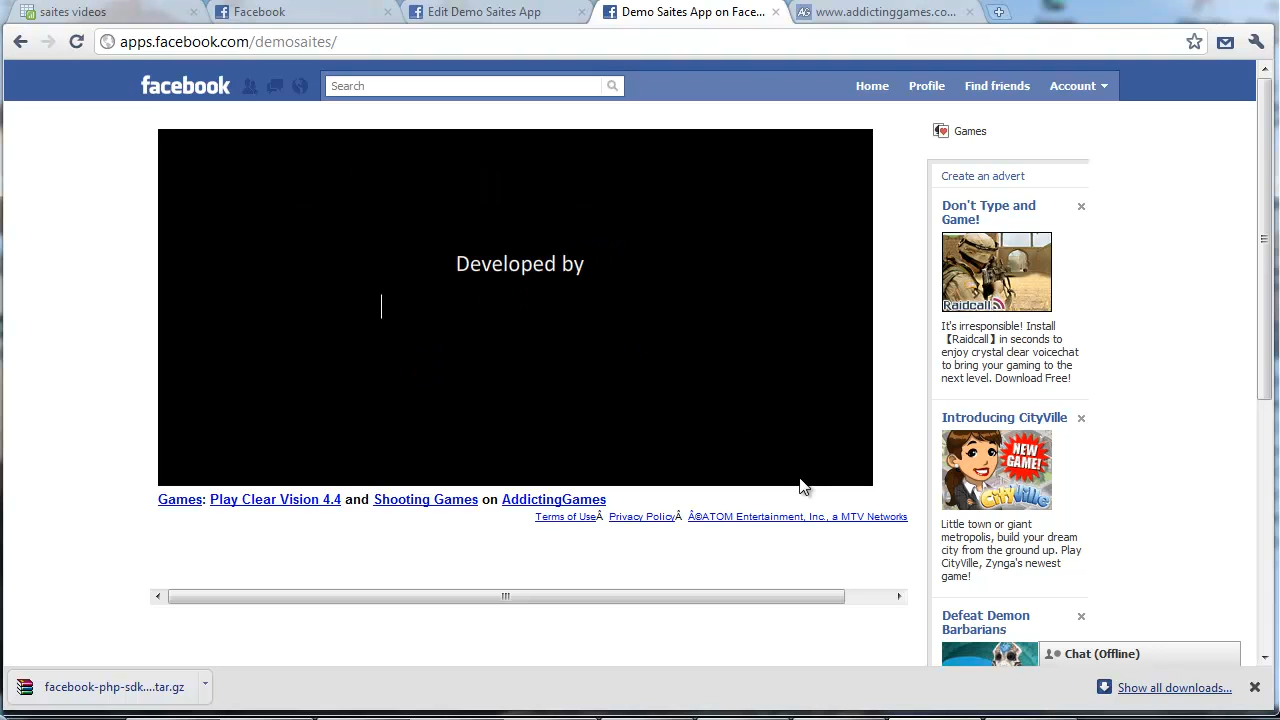 saites videos
Facebook
Edit Demo Saites App
Demo Saites App on Face...
www.addictinggames.co...
apps.facebook.com/demosaites/
facebook
Search
Home
Profile
Find friends
Account
Games
Create an advert
Don't Type and
Game!
Raidcall
It's irresponsible! Install
【Raidcall】in seconds to
enjoy crystal clear voicechat
to bring your gaming to the
next level. Download Free!
Developed by
Introducing CityVille
NEW
GAME!
CityVille
Little town or giant
metropolis, build your dream
city from the ground up. Play
CityVille, Zynga's newest
game!
Games: Play Clear Vision 4.4 and Shooting Games on AddictingGames
Terms of UseÂ Privacy PolicyÂ Â©ATOM Entertainment, Inc., a MTV Networks
Defeat Demon
Barbarians
Chat (Offline)
facebook-php-sdk....tar.gz
Show all downloads...